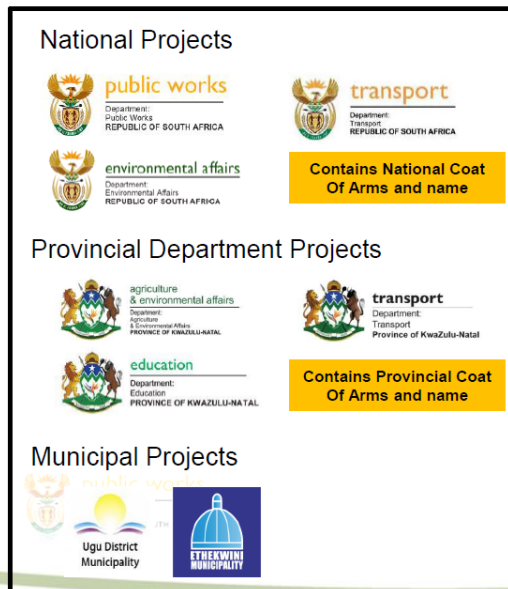 National Projects
public works
Department:
Public Works
REPUBLIC OF SOUTH AFRICA
transport
Department:
Transport
REPUBLIC OF SOUTH AFRICA
environmental affairs
Department:
Environmental Affairs
REPUBLIC OF SOUTH AFRICA
Contains National Coat
Of Arms and name
Provincial Department Projects
agriculture
& environmental affairs
Department:
Agriculture
& Environmental Affairs
PROVINCE OF KWAZULU-NATAL
transport
Department:
Transport
Province of KwaZulu-Natal
education
Department:
Education
PROVINCE OF KWAZULU-NATAL
Contains Provincial Coat
Of Arms and name
Municipal Projects
public works
Ugu District
Municipality
ETHEKWINI
MUNICIPALITY